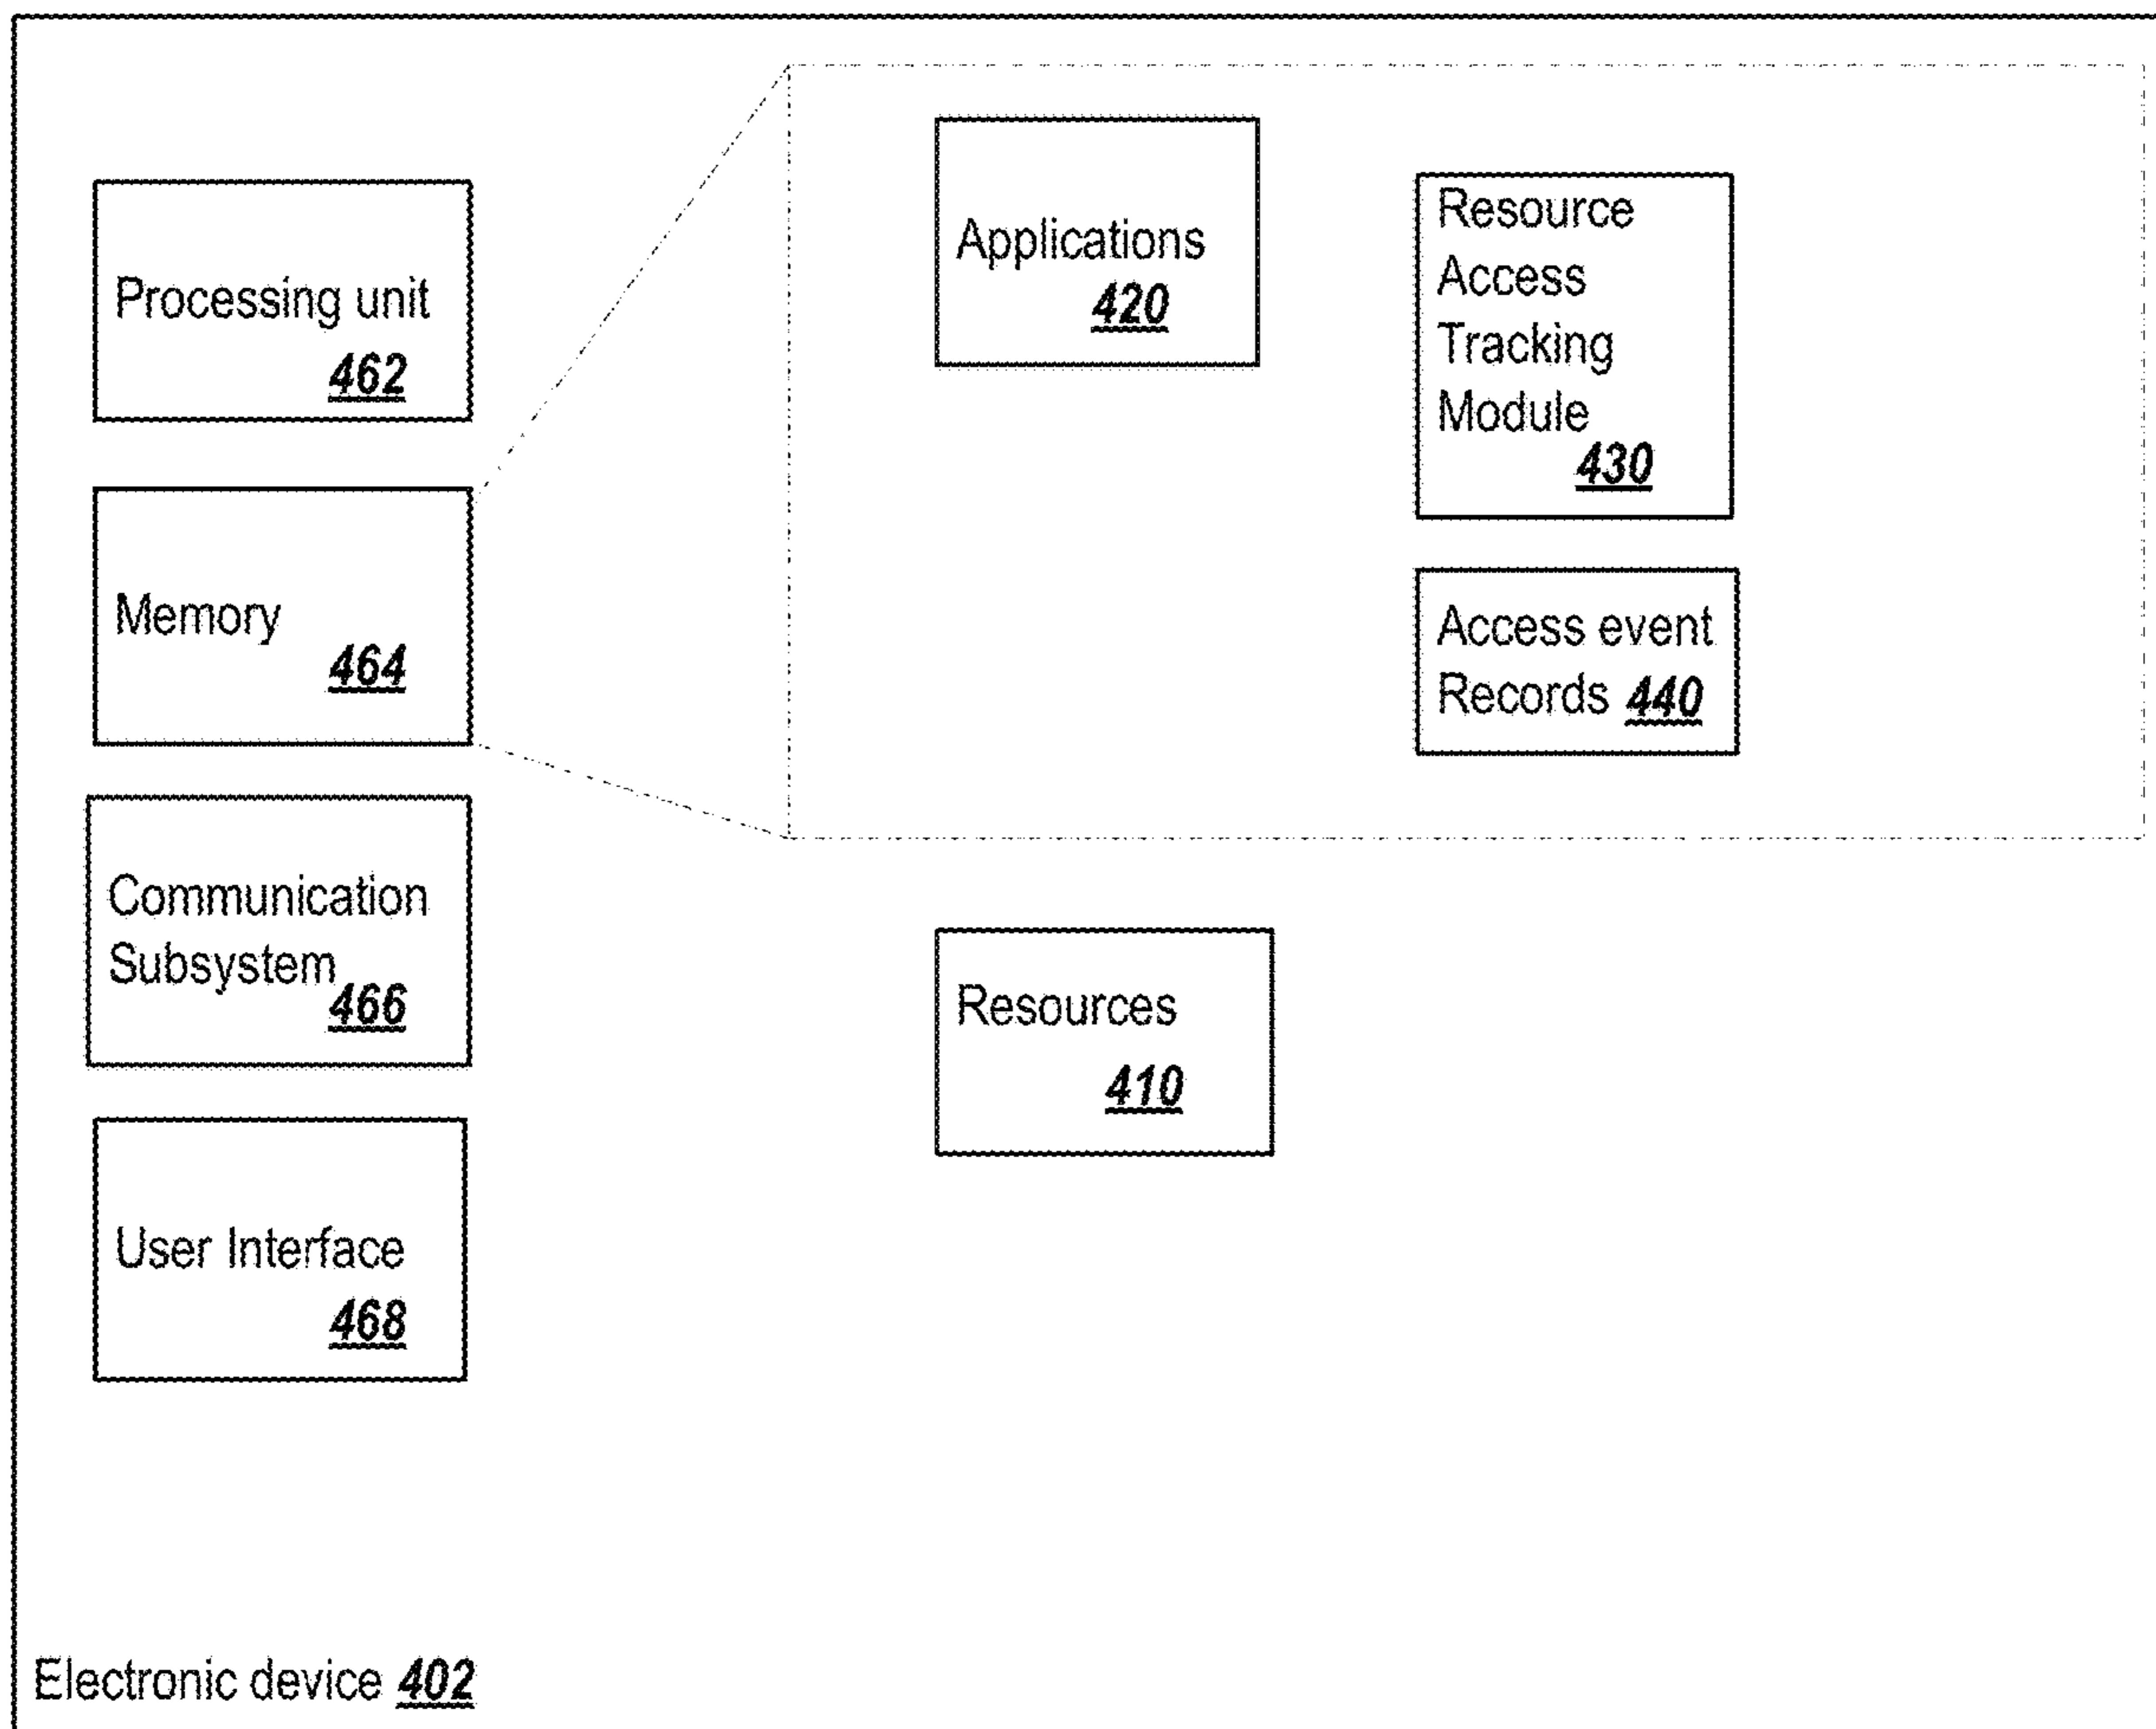 Processing unit
462
Memory
464
Communication
Subsystem
466
User Interface
468
Applications
420
Resource
Access
Tracking
Module
430
Access event
Records 440
Resources
410
Electronic device 402